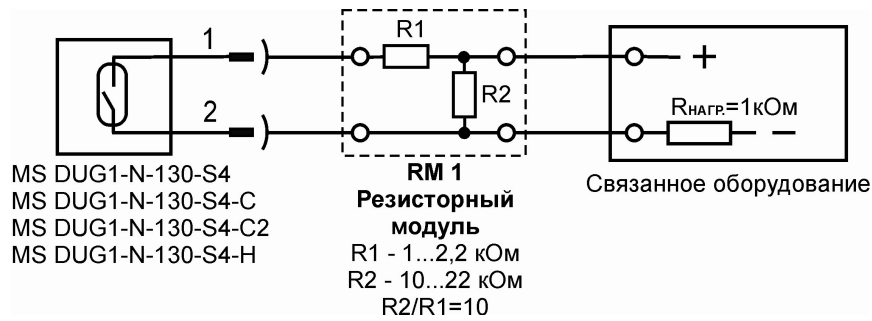 1
2
R1
R2
+
Rнагр.=1кОм
–
MS DUG1-N-130-S4
MS DUG1-N-130-S4-C
MS DUG1-N-130-S4-C2
MS DUG1-N-130-S4-H
RM 1
Резисторный
модуль
R1 - 1...2,2 кОм
R2 - 10...22 кОм
R2/R1=10
Связанное оборудование